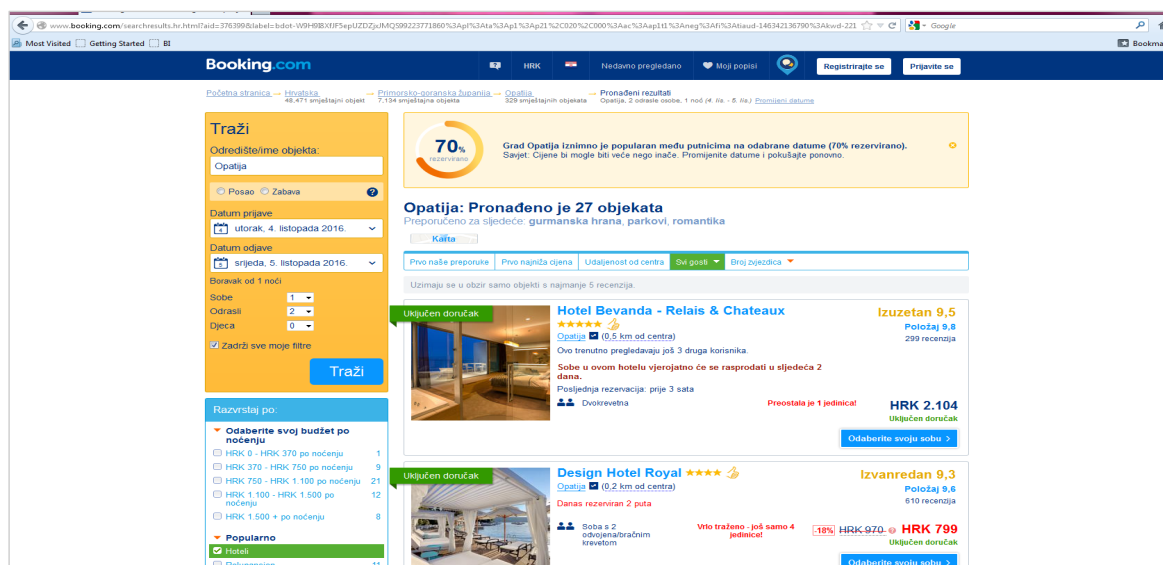 www.booking.com/searchresults.hr.html?aid=376399&label=bdot-W9H9I8XfJF5epUZDZpJMQS99223771860%3Apl%3Ata%3Ap1%3Ap21%2C020%2C000%3Aac%3Aap1t1%3Aneg%3Afi%3Atiaud-146342136790%3Akwd-221
Google
Most Visited Getting Started BI
Bookma
Booking.com
HRK Nedavno pregledano Moji popisi Registrirajte se Prijavite se
Početna stranica → Hrvatska → Primorsko-goranska županija → Opatija → Pronađeni rezultati
48,471 smještajni objekt 7,134 smještajna objekta 329 smještajnih objekata Opatija, 2 odrasle osobe, 1 noć (4. lis. - 5. lis.) Promijeni datume
Traži
Odredište/ime objekta:
Opatija
Posao Zabava ?
Datum prijave
utorak, 4. listopada 2016.
Datum odjave
srijeda, 5. listopada 2016.
Boravak od 1 noći
Sobe 1
Odrasli 2
Djeca 0
Zadrži sve moje filtre
Traži
Razvrstaj po:
Odaberite svoj budžet po
noćenju
HRK 0 - HRK 370 po noćenju 1
HRK 370 - HRK 750 po noćenju 9
HRK 750 - HRK 1.100 po noćenju 21
HRK 1.100 - HRK 1.500 po
noćenju 12
HRK 1.500 + po noćenju 8
Popularno
Hoteli
11
70%
rezervirano
Grad Opatija iznimno je popularan među putnicima na odabrane datume (70% rezervirano).
Savjet: Cijene bi mogle biti veće nego inače. Promijenite datume i pokušajte ponovno.
Opatija: Pronađeno je 27 objekata
Preporučeno za sljedeće: gurmanska hrana, parkovi, romantika
Karta
Prvo naše preporuke Prvo najniža cijena Udaljenost od centra Svi gosti Broj zvjezdica
Uzimaju se u obzir samo objekti s najmanje 5 recenzija.
Uključen doručak
Hotel Bevanda - Relais & Chateaux
Izuzetan 9,5
Opatija (0,5 km od centra)
Položaj 9,8
299 recenzija
Ovo trenutno pregledavaju još 3 druga korisnika.
Sobe u ovom hotelu vjerojatno će se rasprodati u sljedeća 2
dana.
Posljednja rezervacija: prije 3 sata
Dvokrevetna Preostala je 1 jedinica! HRK 2.104
Uključen doručak
Odaberite svoju sobu >
Uključen doručak
Design Hotel Royal
Izvanredan 9,3
Opatija (0,2 km od centra)
Položaj 9,6
610 recenzija
Danas rezerviran 2 puta
Soba s 2
odvojena/bračnim
krevetom
Vrlo traženo - još samo 4
jedinice!
-18% HRK 970 HRK 799
Uključen doručak
Odaberite svoju sobu >